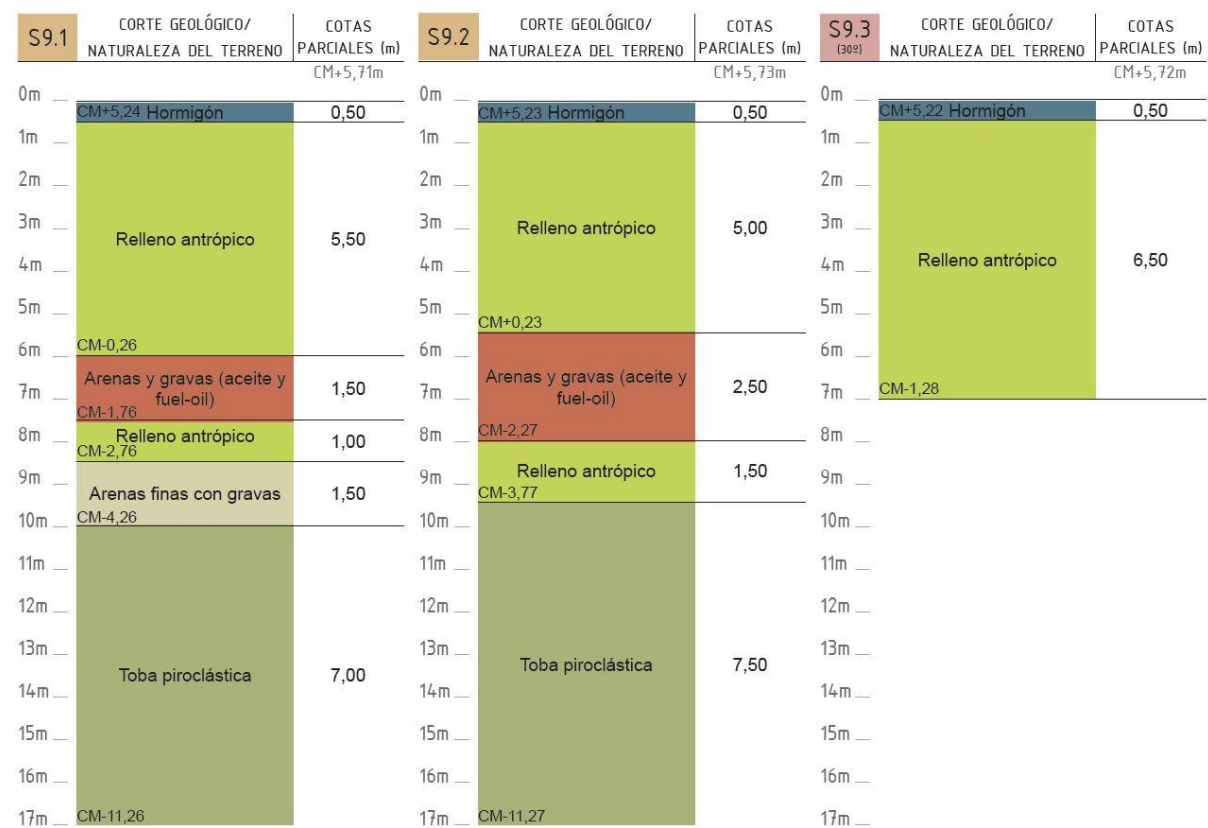 S9.1
CORTE GEOLÓGICO/
NATURALEZA DEL TERRENO
COTAS
PARCIALES (m)
CM+5,71m
0m
CM+5,24 Hormigón
0,50
1m
2m
3m
Relleno antrópico
5,50
4m
5m
CM-0,26
6m
Arenas y gravas (aceite y
fuel-oil)
1,50
7m
CM-1,76
8m
Relleno antrópico
1,00
CM-2,76
9m
Arenas finas con gravas
1,50
CM-4,26
10m
11m
12m
13m
Toba piroclástica
7,00
14m
15m
16m
17m
CM-11,26
S9.2
CORTE GEOLÓGICO/
NATURALEZA DEL TERRENO
COTAS
PARCIALES (m)
CM+5,73m
0m
CM+5,23 Hormigón
0,50
1m
2m
3m
Relleno antrópico
5,00
4m
5m
CM+0,23
6m
Arenas y gravas (aceite y
fuel-oil)
2,50
7m
CM-2,27
8m
Relleno antrópico
1,50
9m
CM-3,77
10m
11m
12m
13m
Toba piroclástica
7,50
14m
15m
16m
17m
CM-11,27
S9.3
(30º)
CORTE GEOLÓGICO/
NATURALEZA DEL TERRENO
COTAS
PARCIALES (m)
CM+5,72m
0m
CM+5,22 Hormigón
0,50
1m
2m
3m
Relleno antrópico
6,50
4m
5m
6m
7m
CM-1,28
8m
9m
10m
11m
12m
13m
14m
15m
16m
17m